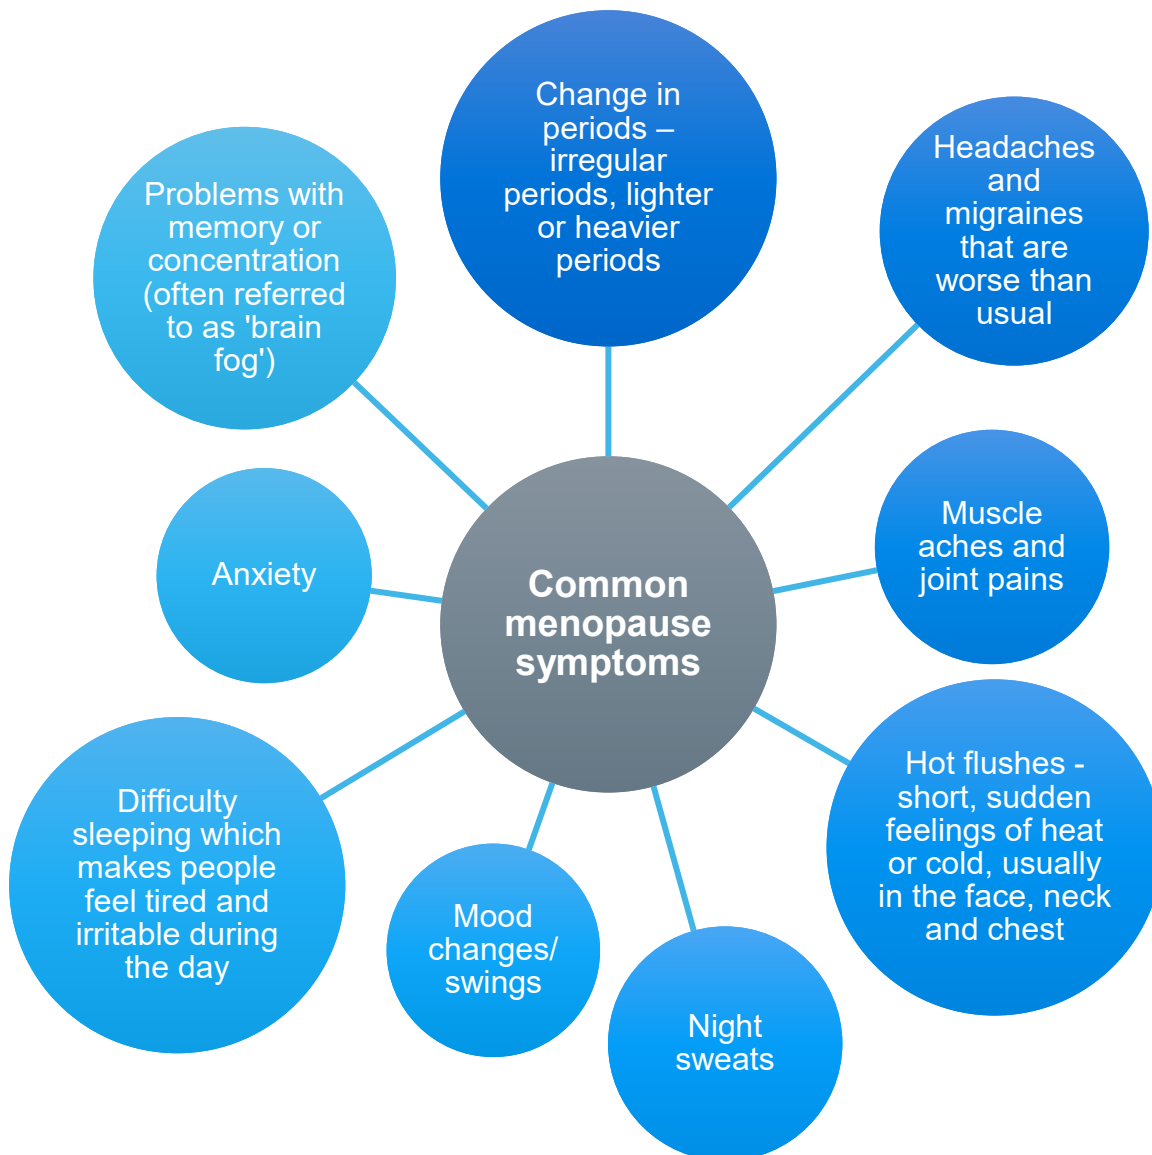 Change in
periods –
irregular
periods, lighter
or heavier
periods
Headaches
and
migraines
that are
worse than
usual
Muscle
aches and
joint pains
Hot flushes -
short, sudden
feelings of heat
or cold, usually
in the face, neck
and chest
Night
sweats
Mood
changes/
swings
Difficulty
sleeping which
makes people
feel tired and
irritable during
the day
Anxiety
Problems with
memory or
concentration
(often referred
to as 'brain
fog')
Common
menopause
symptoms